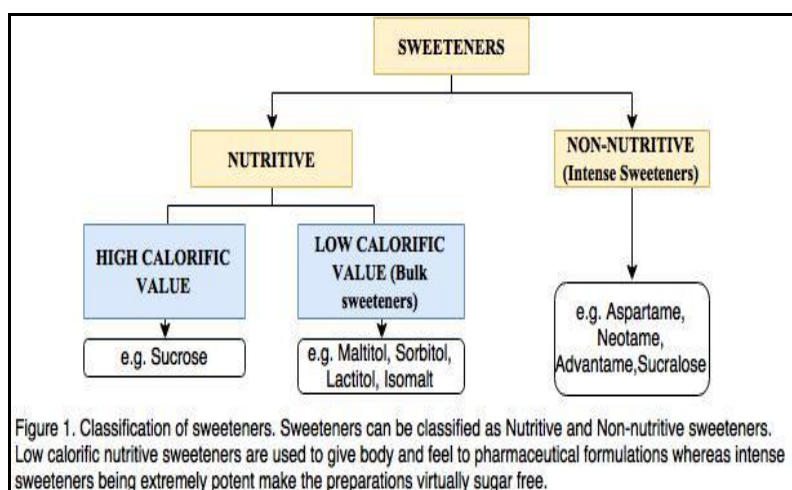 SWEETENERS
NUTRITIVE
NON-NUTRITIVE
(Intense Sweeteners)
HIGH CALORIFIC
VALUE
LOW CALORIFIC
VALUE (Bulk
sweeteners)
e.g. Sucrose
e.g. Maltitol, Sorbitol,
Lactitol, Isomalt
e.g. Aspartame,
Neotame,
Advantame,Sucralose
Figure 1. Classification of sweeteners. Sweeteners can be classified as Nutritive and Non-nutritive sweeteners.
Low calorific nutritive sweeteners are used to give body and feel to pharmaceutical formulations whereas intense
sweeteners being extremely potent make the preparations virtually sugar free.